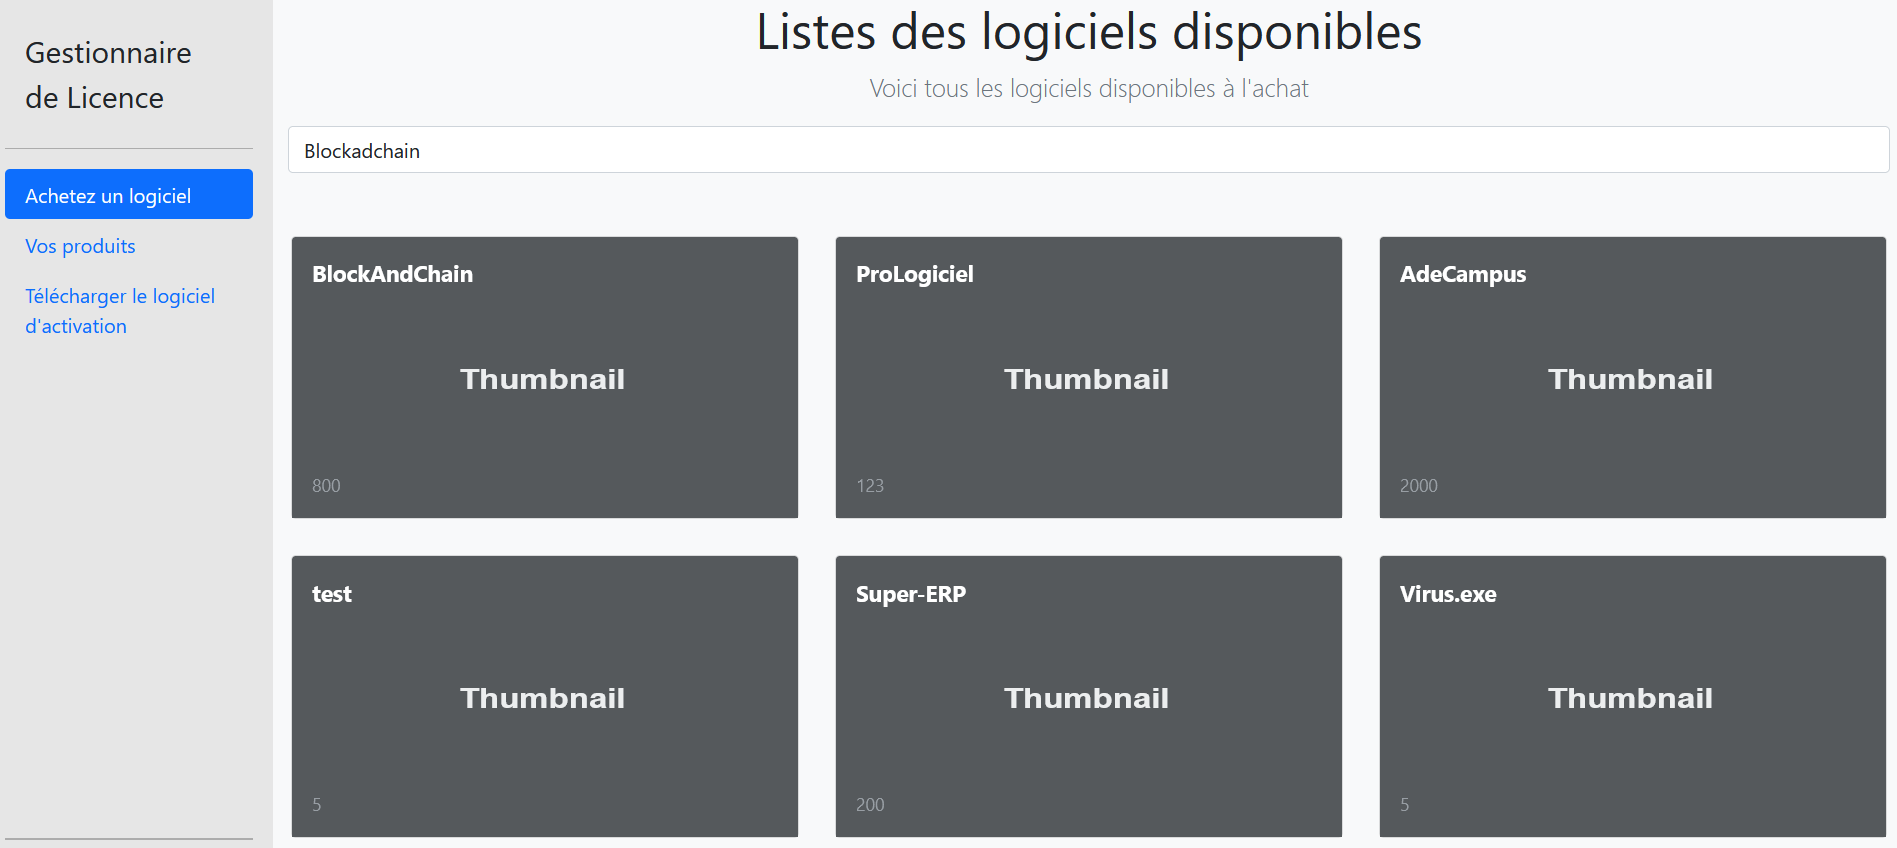 Gestionnaire
de Licence
Achetez un logiciel
Vos produits
Télécharger le logiciel
d'activation
Listes des logiciels disponibles
Voici tous les logiciels disponibles à l'achat
Blockadchain
BlockAndChain
Thumbnail
800
ProLogiciel
Thumbnail
123
AdeCampus
Thumbnail
2000
test
Thumbnail
5
Super-ERP
Thumbnail
200
Virus.exe
Thumbnail
5